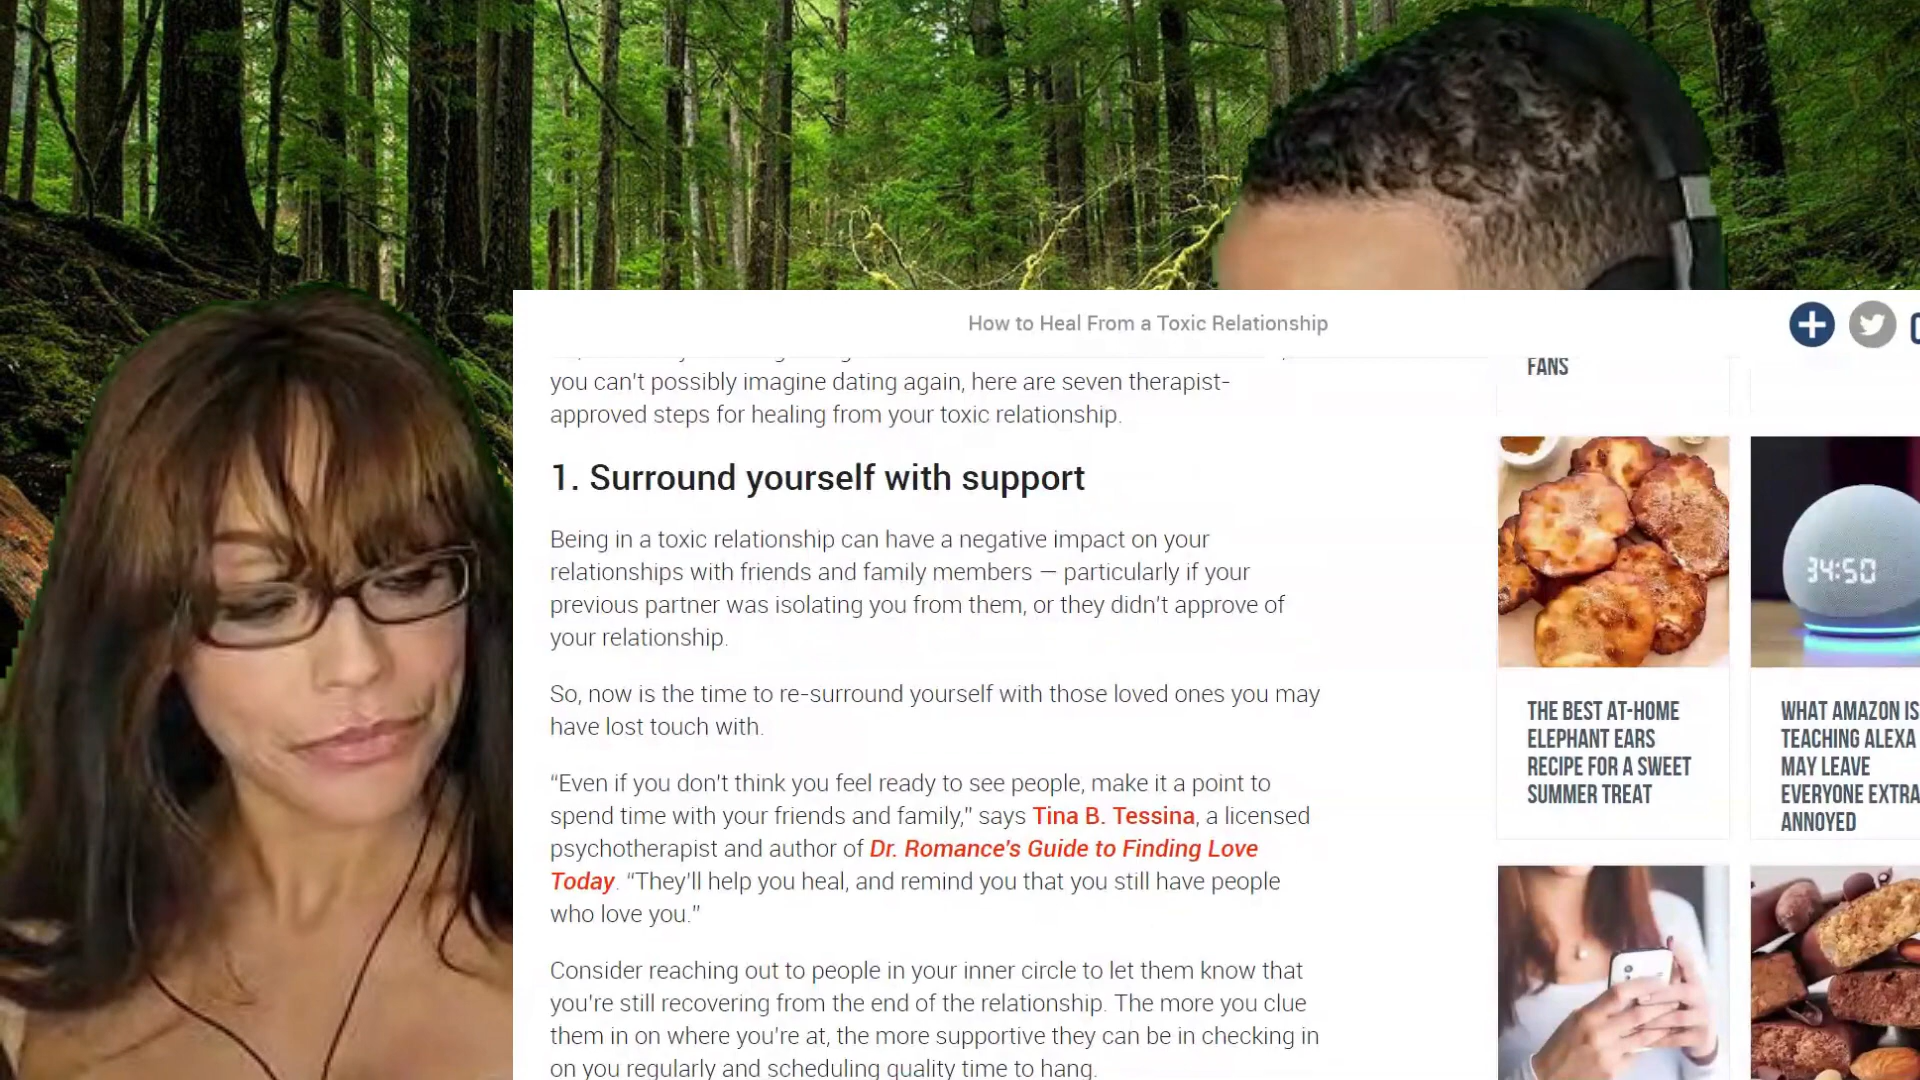 How to Heal From a Toxic Relationship
you can't possibly imagine dating again, here are seven therapist-
approved steps for healing from your toxic relationship.
1. Surround yourself with support
Being in a toxic relationship can have a negative impact on your
relationships with friends and family members — particularly if your
previous partner was isolating you from them, or they didn't approve of
your relationship.
So, now is the time to re-surround yourself with those loved ones you may
have lost touch with.
“Even if you don't think you feel ready to see people, make it a point to
spend time with your friends and family,” says Tina B. Tessina, a licensed
psychotherapist and author of Dr. Romance's Guide to Finding Love
Today. “They'll help you heal, and remind you that you still have people
who love you.”
Consider reaching out to people in your inner circle to let them know that
you're still recovering from the end of the relationship. The more you clue
them in on where you're at, the more supportive they can be in checking in
on you regularly and scheduling quality time to hang.
FANS
34:50
THE BEST AT-HOME
ELEPHANT EARS
RECIPE FOR A SWEET
SUMMER TREAT
WHAT AMAZON IS
TEACHING ALEXA
MAY LEAVE
EVERYONE EXTRA
ANNOYED